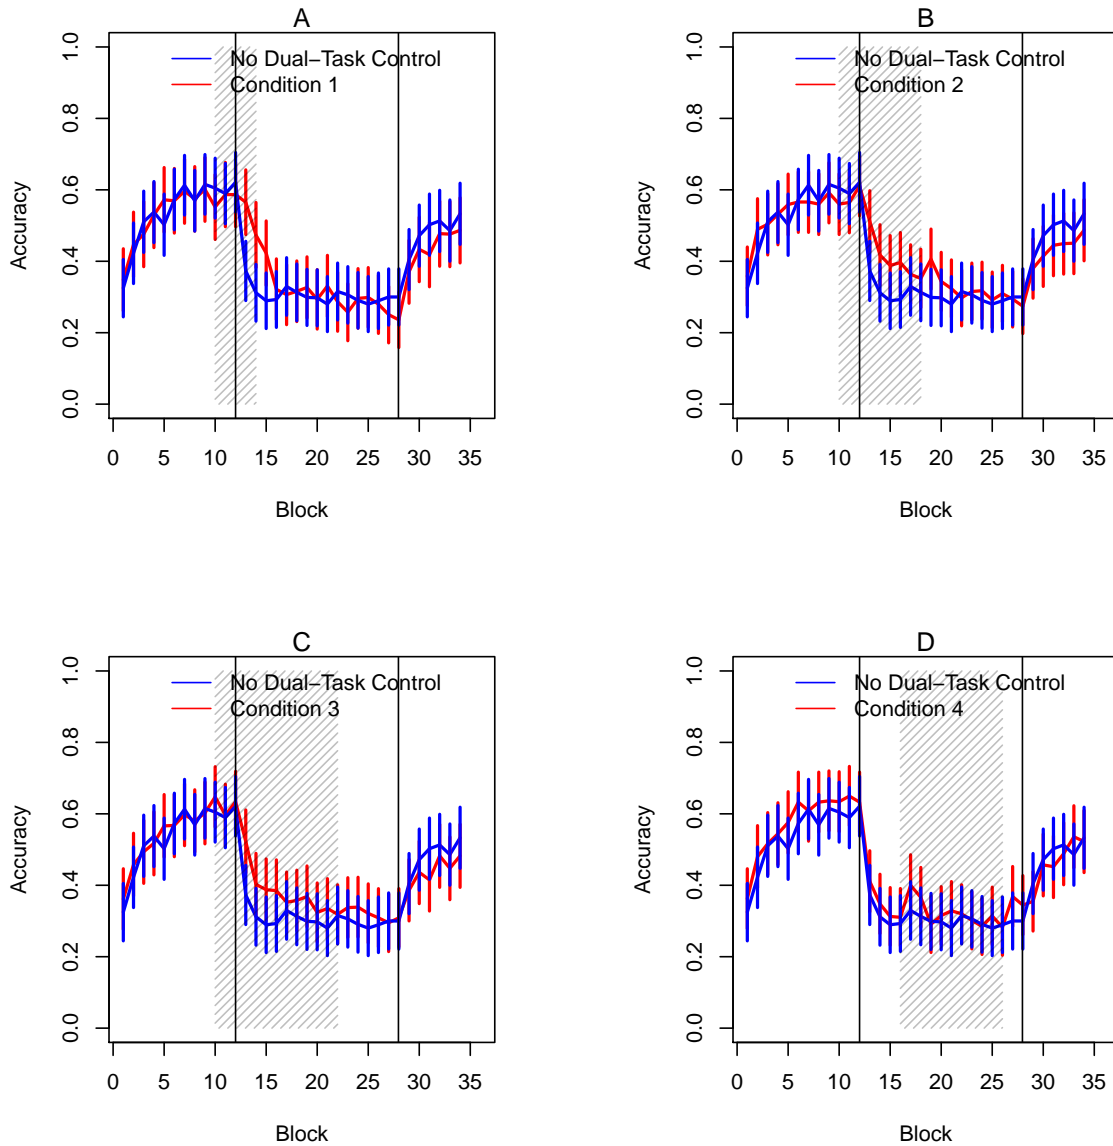 A
No Dual−Task Control
Condition 1
Accuracy
0.0 0.2 0.4 0.6 0.8 1.0
0 5 10 15 20 25 30 35
Block
B
No Dual−Task Control
Condition 2
Accuracy
0.0 0.2 0.4 0.6 0.8 1.0
0 5 10 15 20 25 30 35
Block
C
No Dual−Task Control
Condition 3
Accuracy
0.0 0.2 0.4 0.6 0.8 1.0
0 5 10 15 20 25 30 35
Block
D
No Dual−Task Control
Condition 4
Accuracy
0.0 0.2 0.4 0.6 0.8 1.0
0 5 10 15 20 25 30 35
Block